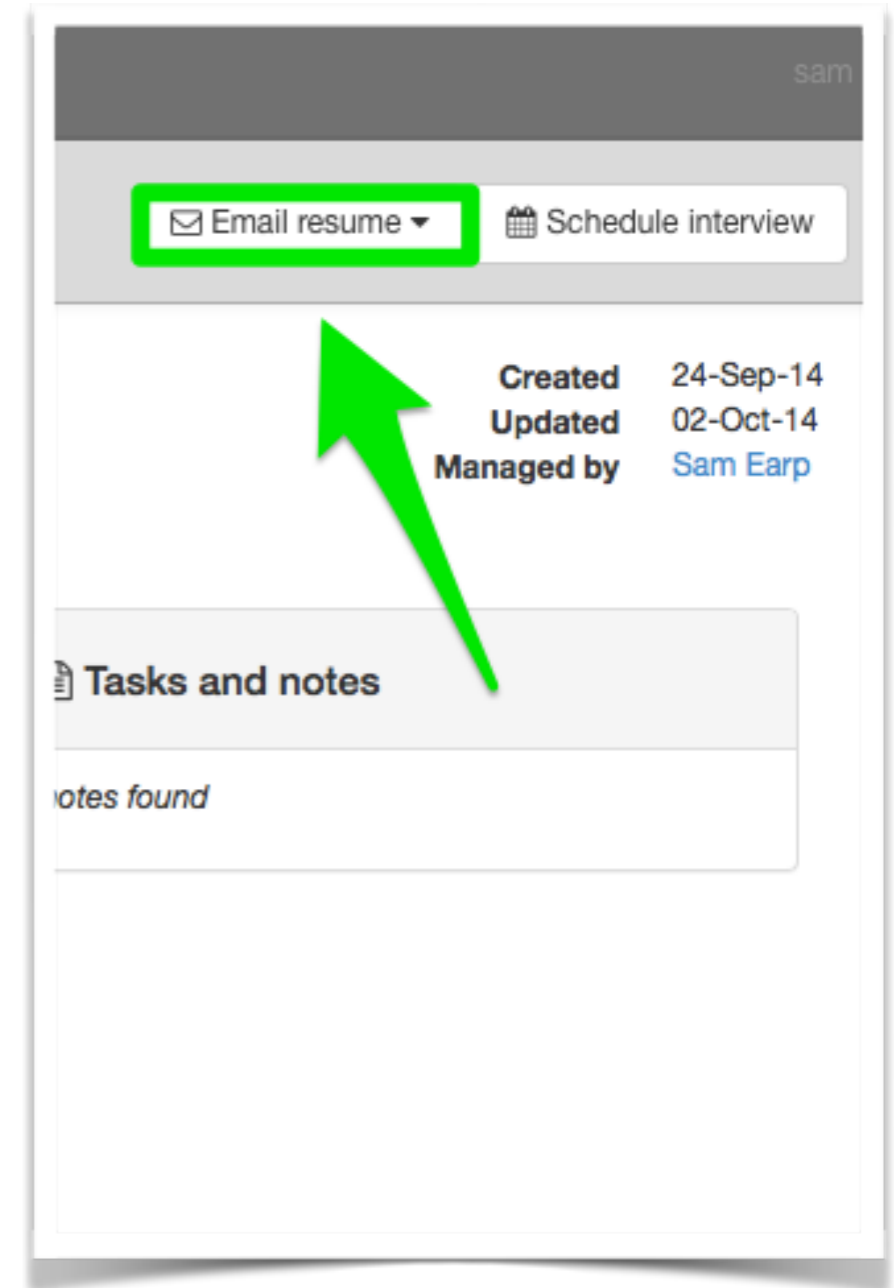 sam
Email resume Schedule interview
Created 24-Sep-14
Updated 02-Oct-14
Managed by Sam Earp
Tasks and notes
notes found